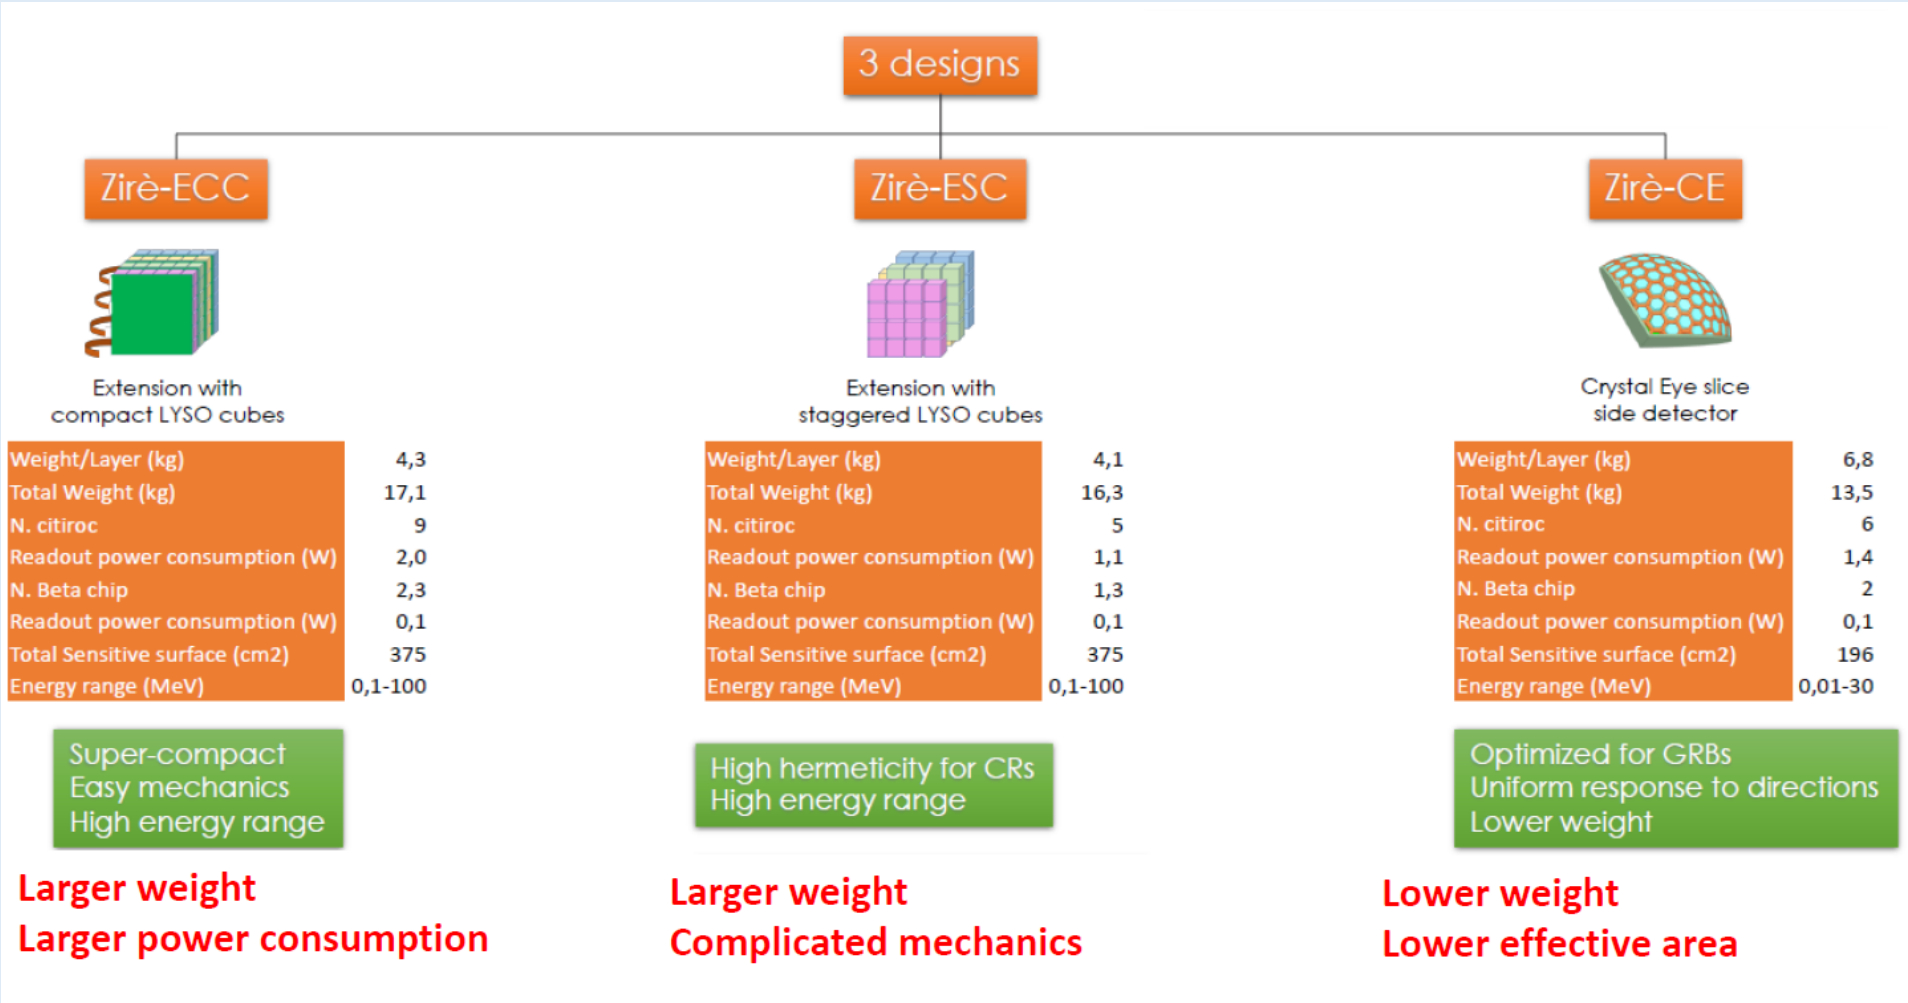 3 designs
Zirè-ECC
Zirè-ESC
Zirè-CE
Extension with
compact LYSO cubes
Weight/Layer (kg) 4,3
Total Weight (kg) 17,1
N. citiroc 9
Readout power consumption (W) 2,0
N. Beta chip 2,3
Readout power consumption (W) 0,1
Total Sensitive surface (cm2) 375
Energy range (MeV) 0,1-100
Super-compact
Easy mechanics
High energy range
Larger weight
Larger power consumption
Extension with
staggered LYSO cubes
Weight/Layer (kg) 4,1
Total Weight (kg) 16,3
N. citiroc 5
Readout power consumption (W) 1,1
N. Beta chip 1,3
Readout power consumption (W) 0,1
Total Sensitive surface (cm2) 375
Energy range (MeV) 0,1-100
High hermeticity for CRs
High energy range
Larger weight
Complicated mechanics
Crystal Eye slice
side detector
Weight/Layer (kg) 6,8
Total Weight (kg) 13,5
N. citiroc 6
Readout power consumption (W) 1,4
N. Beta chip 2
Readout power consumption (W) 0,1
Total Sensitive surface (cm2) 196
Energy range (MeV) 0,01-30
Optimized for GRBs
Uniform response to directions
Lower weight
Lower weight
Lower effective area